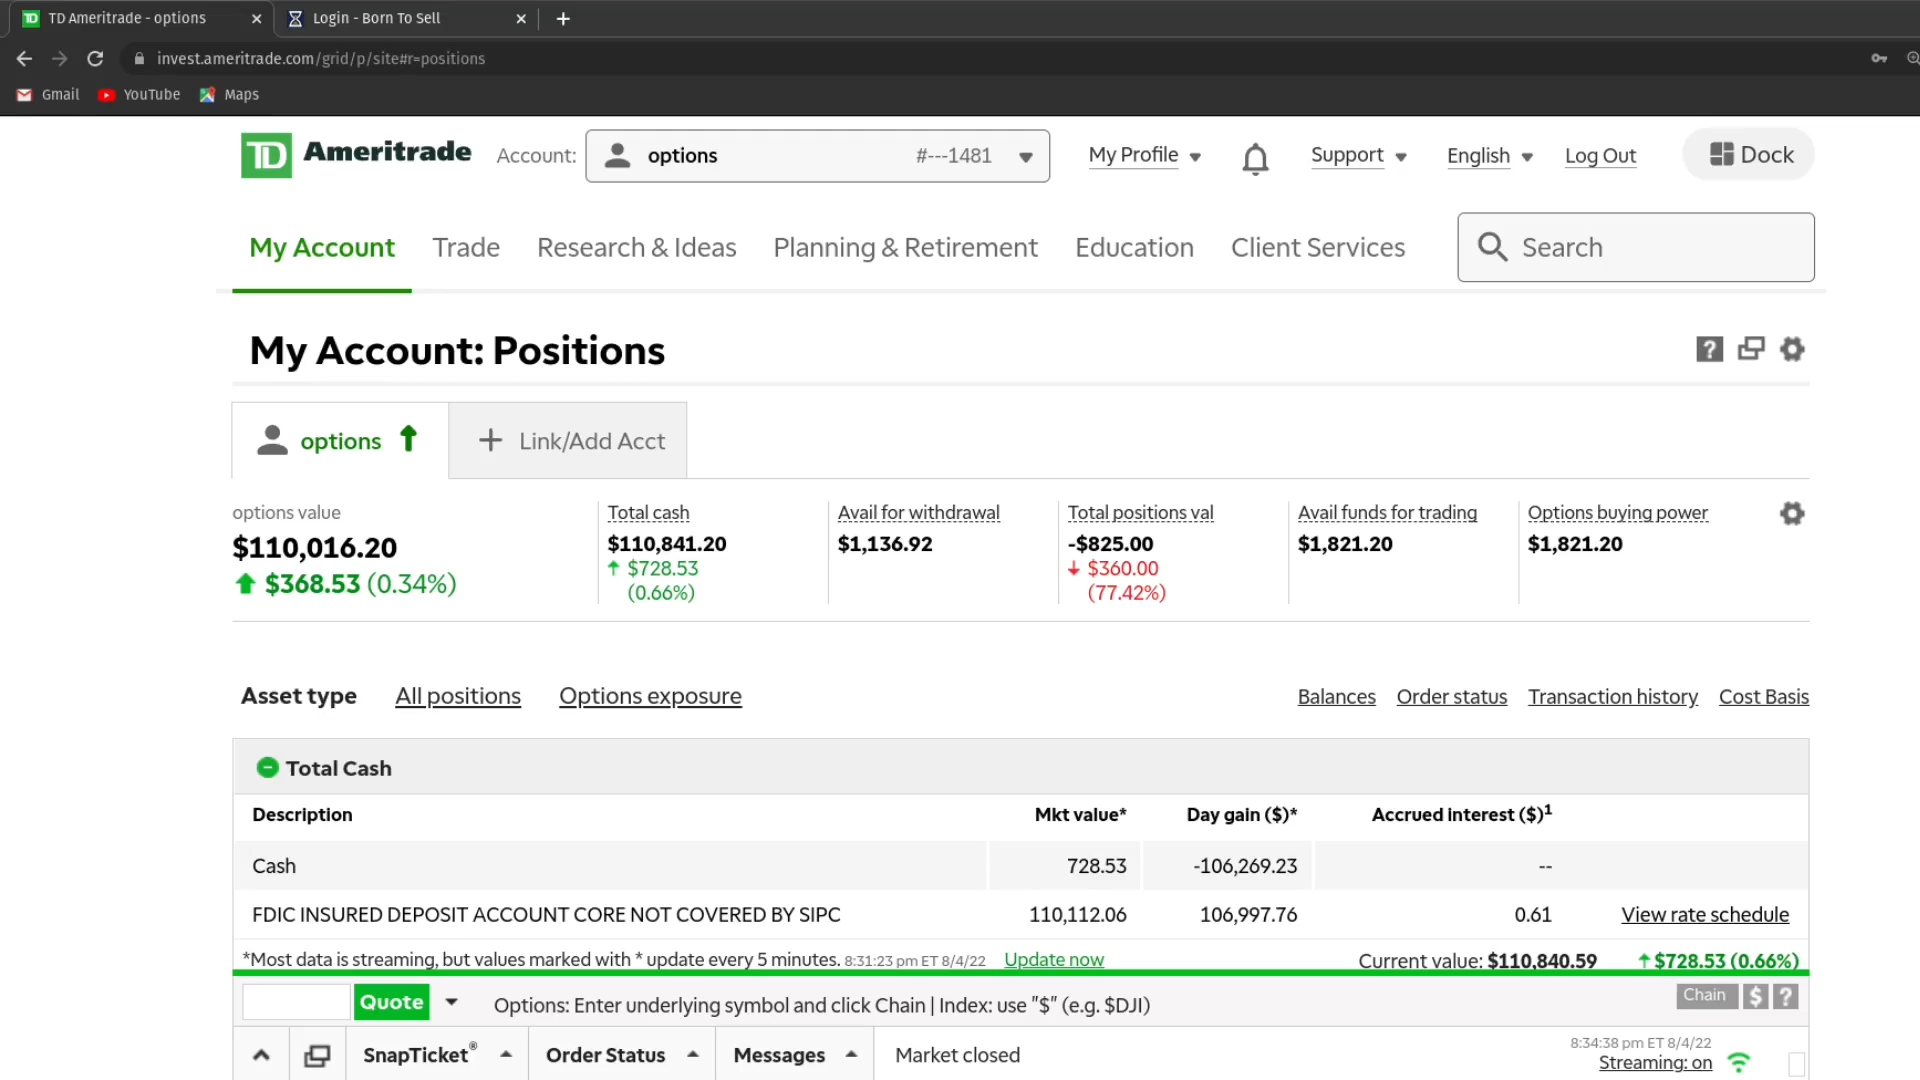 TD Ameritrade - options
Login - Born To Sell
invest.ameritrade.com/grid/p/site#r=positions
Gmail YouTube Maps
TD Ameritrade Account: options #---1481 My Profile Support English Log Out Dock
My Account Trade Research & Ideas Planning & Retirement Education Client Services Search
My Account: Positions
?
options Link/Add Acct
options value Total cash Avail for withdrawal Total positions val Avail funds for trading Options buying power
$110,016.20 $110,841.20 $1,136.92 -$825.00 $1,821.20 $1,821.20
$368.53 (0.34%) $728.53 $360.00
(0.66%) (77.42%)
Asset type All positions Options exposure Balances Order status Transaction history Cost Basis
Total Cash
Description Mkt value* Day gain ($)* Accrued interest ($)1
Cash 728.53 -106,269.23 --
FDIC INSURED DEPOSIT ACCOUNT CORE NOT COVERED BY SIPC 110,112.06 106,997.76 0.61 View rate schedule
*Most data is streaming, but values marked with * update every 5 minutes. 8:31:23 pm ET 8/4/22 Update now Current value: $110,840.59 $728.53 (0.66%)
Quote Options: Enter underlying symbol and click Chain | Index: use "$" (e.g. $DJI) Chain $ ?
SnapTicket® Order Status Messages Market closed 8:34:38 pm ET 8/4/22
Streaming: on